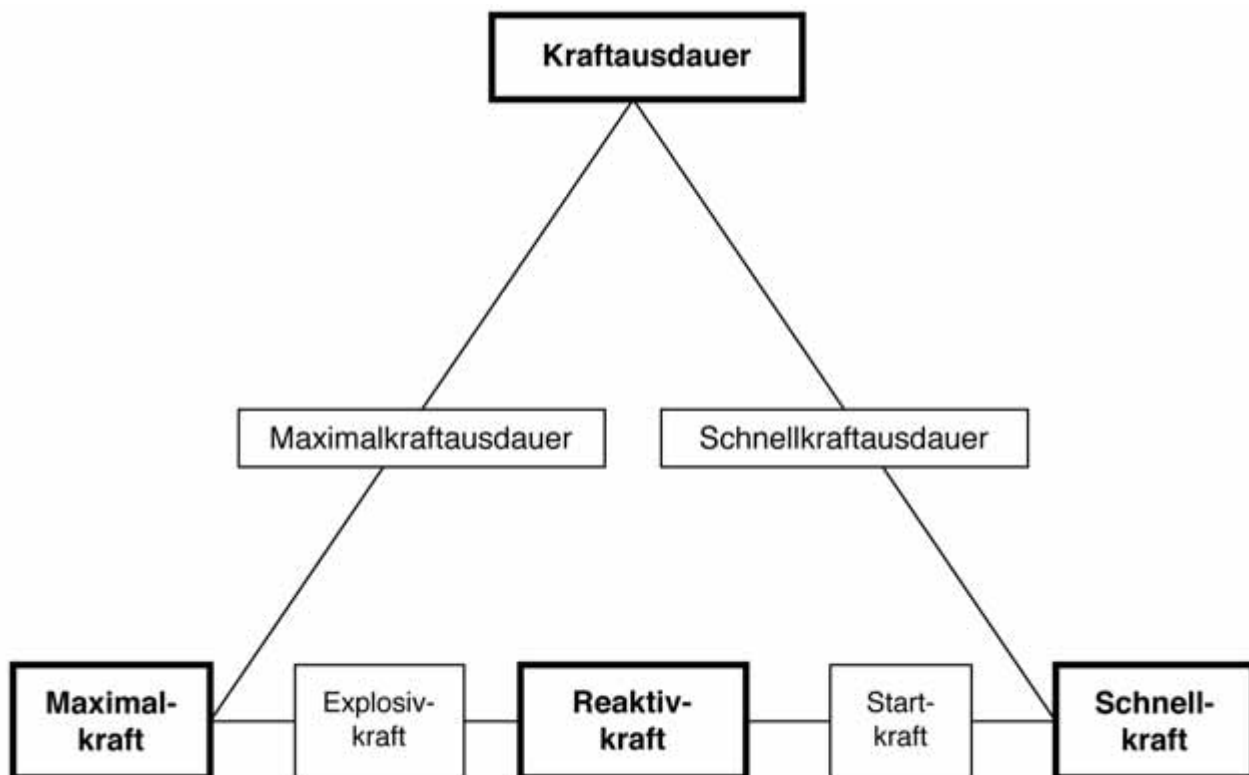 Kraftausdauer
Maximalkraftausdauer
Schnellkraftausdauer
Maximal-
kraft
Explosiv-
kraft
Reaktiv-
kraft
Start-
kraft
Schnell-
kraft